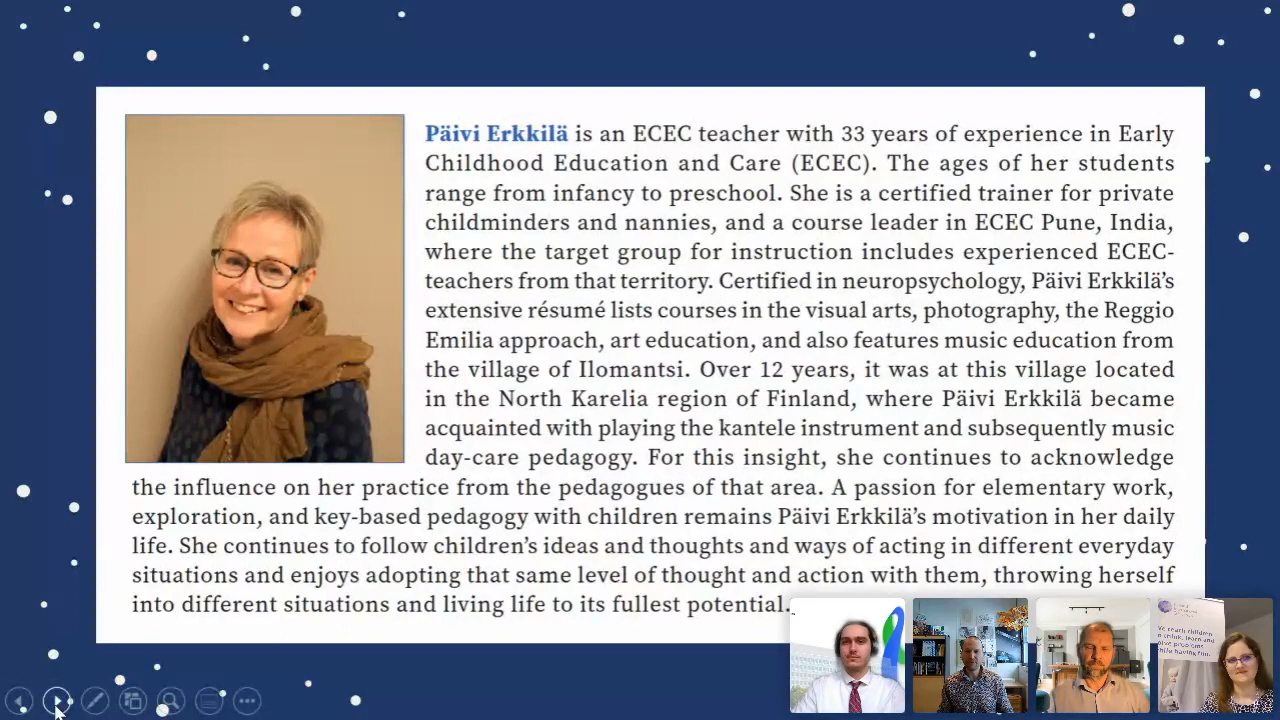 Päivi Erkkilä is an ECEC teacher with 33 years of experience in Early
Childhood Education and Care (ECEC). The ages of her students
range from infancy to preschool. She is a certified trainer for private
childminders and nannies, and a course leader in ECEC Pune, India,
where the target group for instruction includes experienced ECEC-
teachers from that territory. Certified in neuropsychology, Päivi Erkkilä's
extensive résumé lists courses in the visual arts, photography, the Reggio
Emilia approach, art education, and also features music education from
the village of Ilomantsi. Over 12 years, it was at this village located
in the North Karelia region of Finland, where Päivi Erkkilä became
acquainted with playing the kantele instrument and subsequently music
day-care pedagogy. For this insight, she continues to acknowledge
the influence on her practice from the pedagogues of that area. A passion for elementary work,
exploration, and key-based pedagogy with children remains Päivi Erkkilä's motivation in her daily
life. She continues to follow children's ideas and thoughts and ways of acting in different everyday
situations and enjoys adopting that same level of thought and action with them, throwing herself
into different situations and living life to its fullest potential.
children
learn and
while having fun.